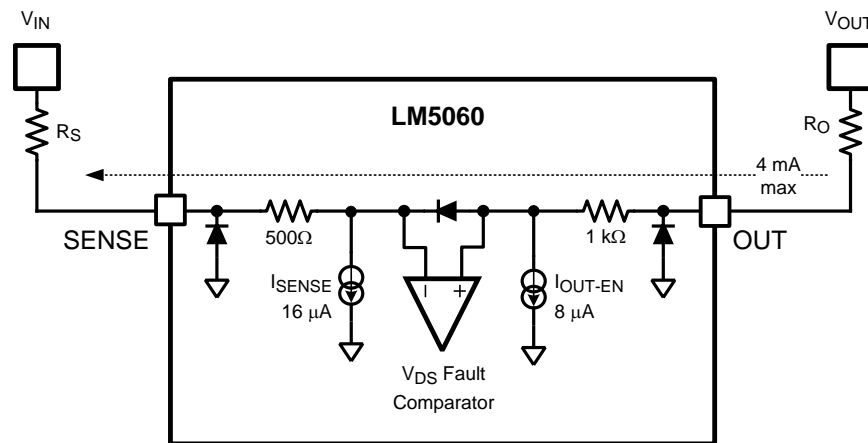 VIN
VOUT
LM5060
RS
RO
4 mA
max
SENSE
500Ω
1 kΩ
OUT
ISENSE
16 μA
− +
IOUT-EN
8 μA
VDS Fault
Comparator